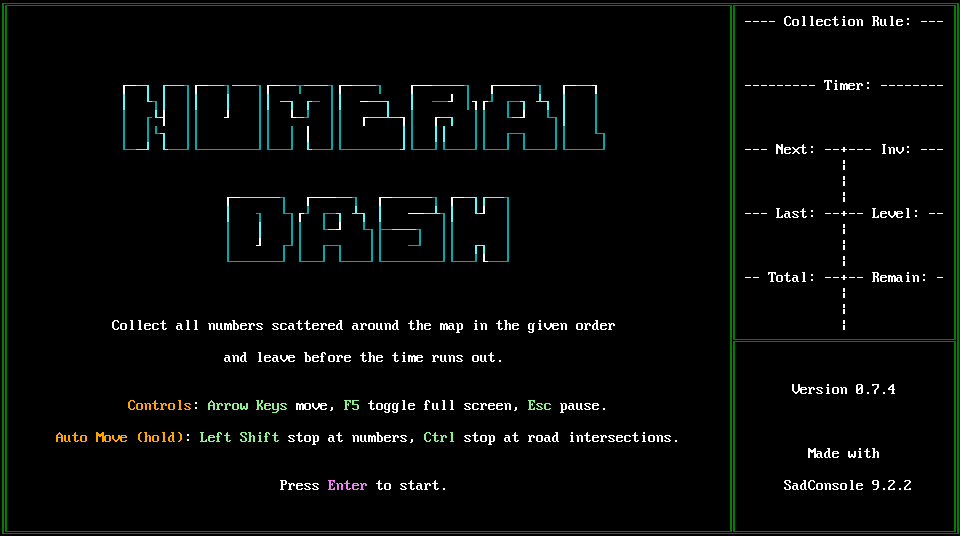 NUMERAL
DASH
Collect all numbers scattered around the map in the given order
and leave before the time runs out.
Controls: Arrow Keys move, F5 toggle full screen, Esc pause.
Auto Move (hold): Left Shift stop at numbers, Ctrl stop at road intersections.
Press Enter to start.
---- Collection Rule: ---
--------- Timer: --------
--- Next: --+--- Inv: ---
--- Last: --+-- Level: --
-- Total: --+-- Remain: -
Version 0.7.4
Made with
SadConsole 9.2.2